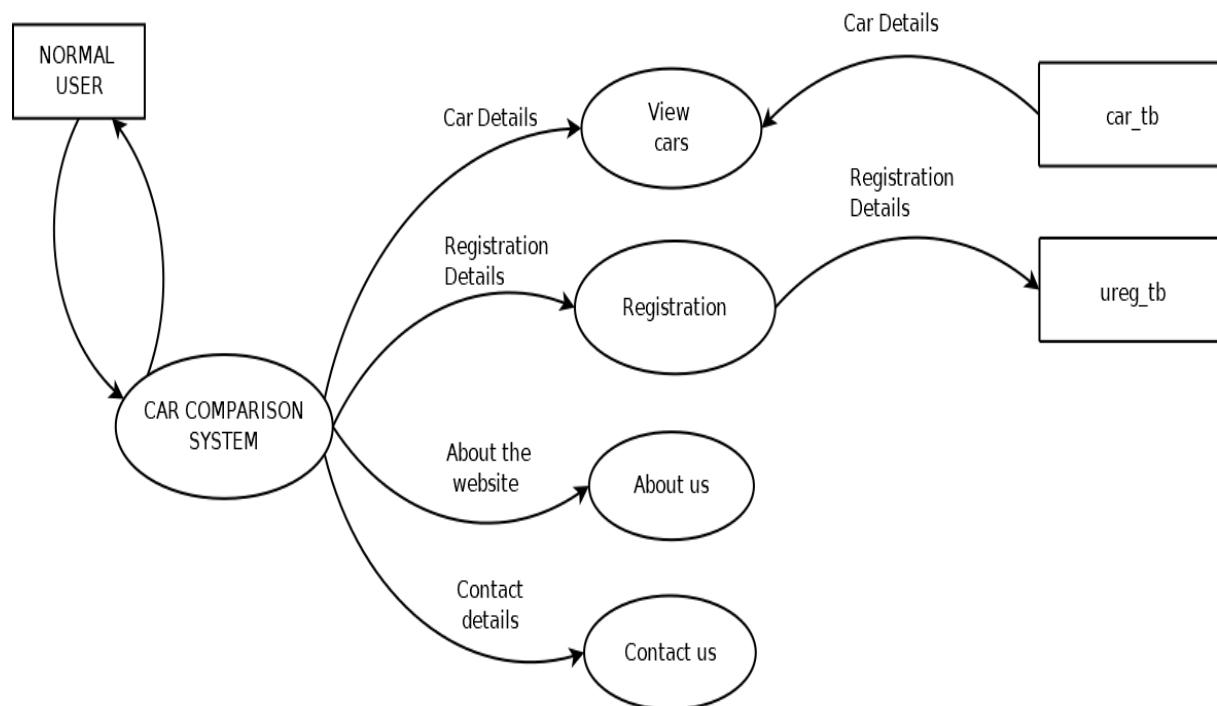 NORMAL
USER
Car Details
View
cars
Car Details
car_tb
Registration
Details
Registration
Registration
Details
ureg_tb
CAR COMPARISON
SYSTEM
About the
website
About us
Contact
details
Contact us